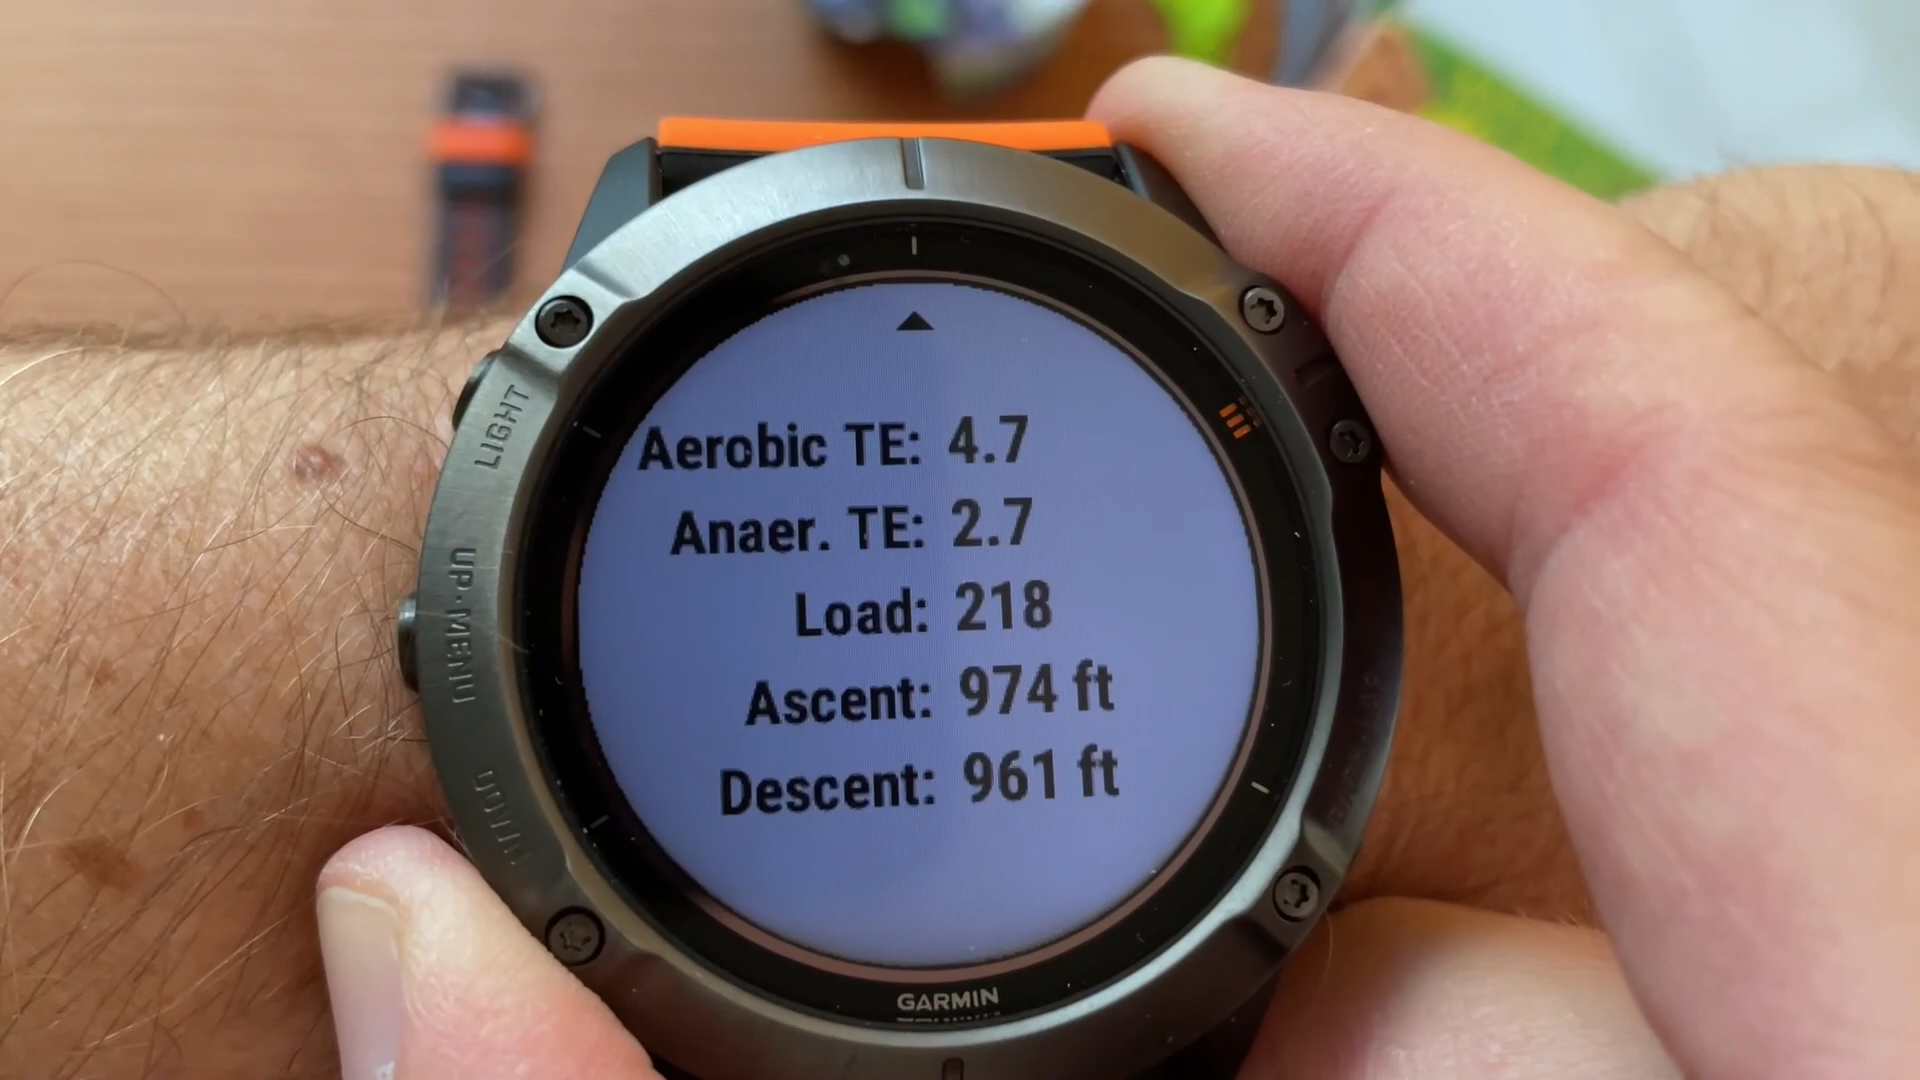 LIGHT
UP·MENU
Aerobic TE: 4.7
Anaer. TE: 2.7
Load: 218
Ascent: 974 ft
Descent: 961 ft
GARMIN